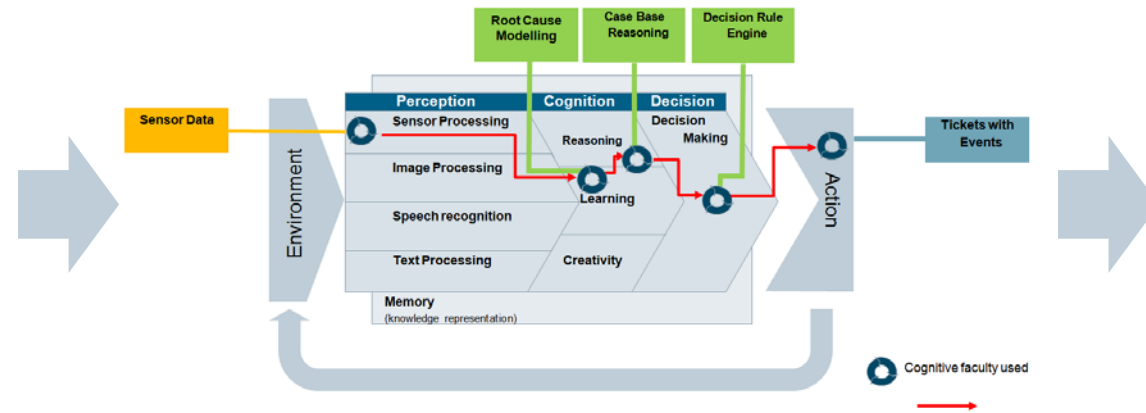 Root Cause
Modelling
Case Base
Reasoning
Decision Rule
Engine
Sensor Data
Perception
Cognition
Decision
Sensor Processing
Reasoning
Decision
Making
Tickets with
Events
Image Processing
Learning
Speech recognition
Text Processing
Creativity
Environment
Action
Memory
(knowledge representation)
Cognitive faculty used